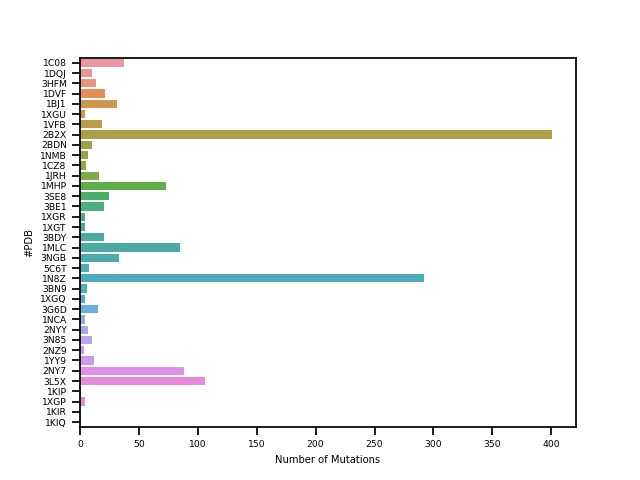 1C08
1DQJ
3HFM
1DVF
1BJ1
1XGU
1VFB
2B2X
2BDN
1NMB
1CZ8
1JRH
1MHP
3SE8
3BE1
1XGR
1XGT
3BDY
1MLC
3NGB
5C6T
1N8Z
3BN9
1XGQ
3G6D
1NCA
2NYY
3N85
2NZ9
1YY9
2NY7
3L5X
1KIP
1XGP
1KIR
1KIQ
#PDB
0 50 100 150 200 250 300 350 400
Number of Mutations